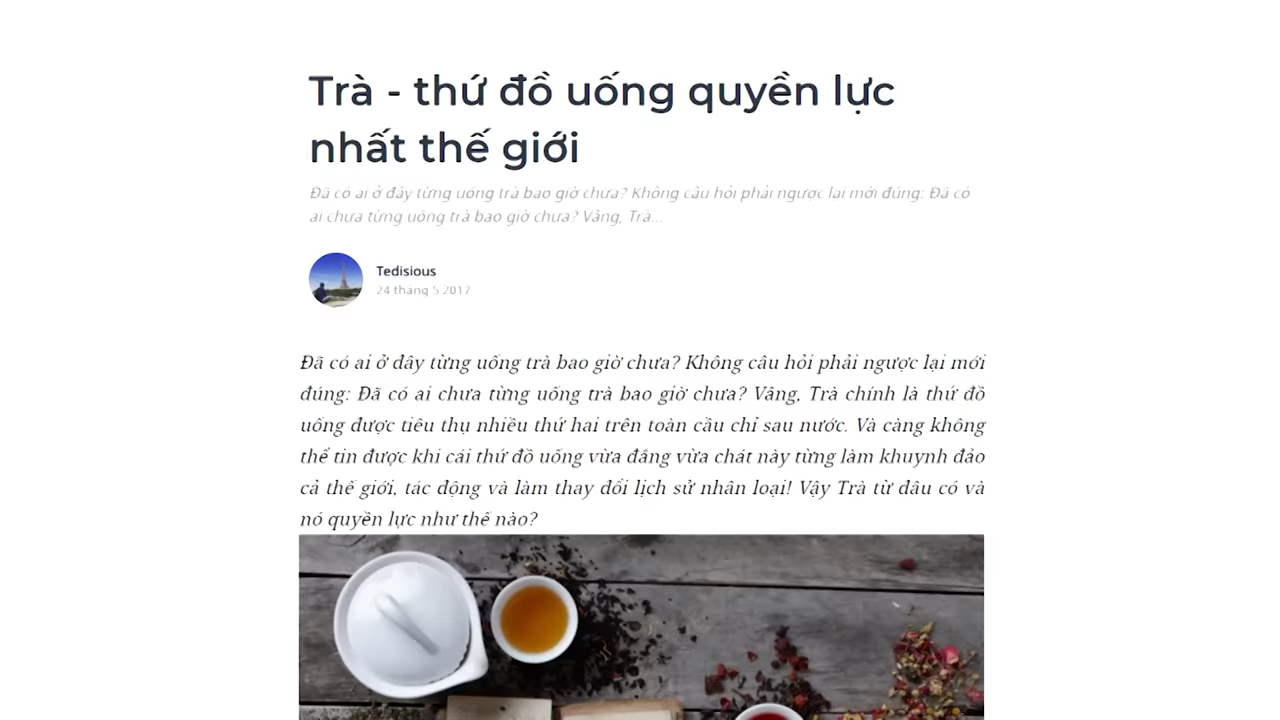 Trà - thứ đồ uống quyền lực
nhất thế giới
Đã có ai ở đây từng uống trà bao giờ chưa? Không câu hỏi phải ngược lại mới đúng: Đã có
ai chưa từng uống trà bao giờ chưa? Vâng, Trà...
Tedisious
24 tháng 5 2017
Đã có ai ở đây từng uống trà bao giờ chưa? Không câu hỏi phải ngược lại mới
đúng: Đã có ai chưa từng uống trà bao giờ chưa? Vâng, Trà chính là thứ đồ
uống được tiêu thụ nhiều thứ hai trên toàn cầu chỉ sau nước. Và càng không
thể tin được khi cái thứ đồ uống vừa đắng vừa chát này từng làm khuynh đảo
cả thế giới, tác động và làm thay đổi lịch sử nhân loại! Vậy Trà từ đâu có và
nó quyền lực như thế nào?